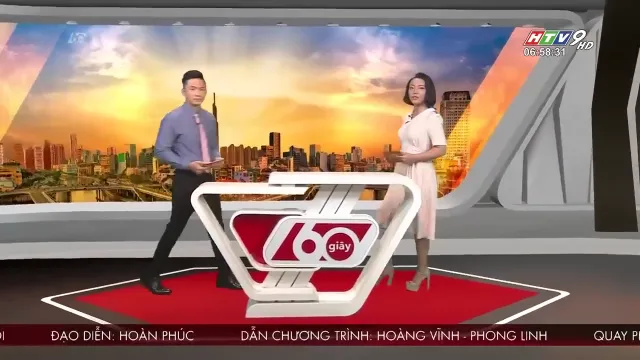 HTV9 HD
06:58:31
60 giây
ĐẠO DIỄN: HOÀN PHÚC DẪN CHƯƠNG TRÌNH: HOÀNG VĨNH - PHONG LINH QUAY